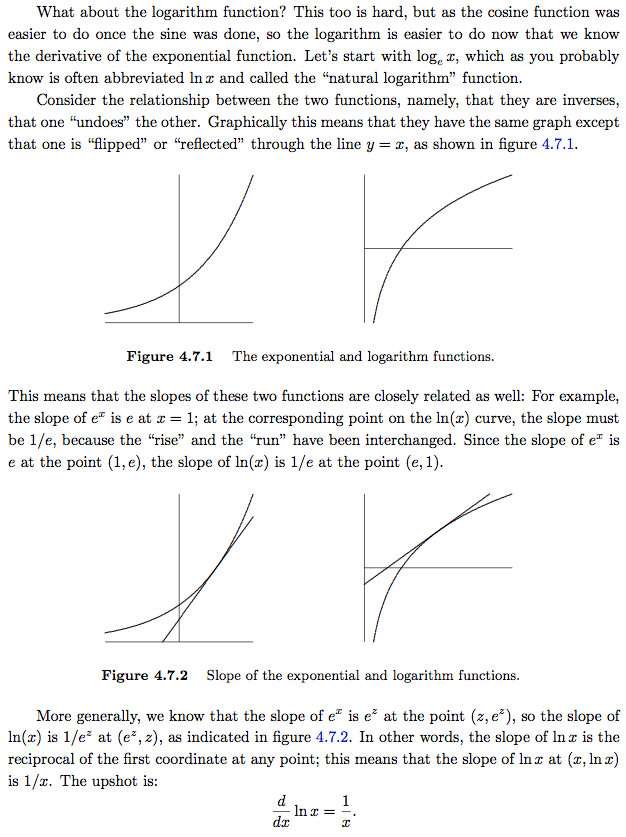 What about the logarithm function? This too is hard, but as the cosine function was
easier to do once the sine was done, so the logarithm is easier to do now that we know
the derivative of the exponential function. Let’s start with logₑ x, which as you probably
know is often abbreviated ln x and called the “natural logarithm” function.
Consider the relationship between the two functions, namely, that they are inverses,
that one “undoes” the other. Graphically this means that they have the same graph except
that one is “flipped” or “reflected” through the line y = x, as shown in figure 4.7.1.
Figure 4.7.1 The exponential and logarithm functions.
This means that the slopes of these two functions are closely related as well: For example,
the slope of eˣ is e at x = 1; at the corresponding point on the ln(x) curve, the slope must
be 1/e, because the “rise” and the “run” have been interchanged. Since the slope of eˣ is
e at the point (1, e), the slope of ln(x) is 1/e at the point (e, 1).
Figure 4.7.2 Slope of the exponential and logarithm functions.
More generally, we know that the slope of eˣ is eᶻ at the point (z, eᶻ), so the slope of
ln(x) is 1/eᶻ at (eᶻ, z), as indicated in figure 4.7.2. In other words, the slope of ln x is the
reciprocal of the first coordinate at any point; this means that the slope of ln x at (x, ln x)
is 1/x. The upshot is:
d/dx ln x = 1/x.